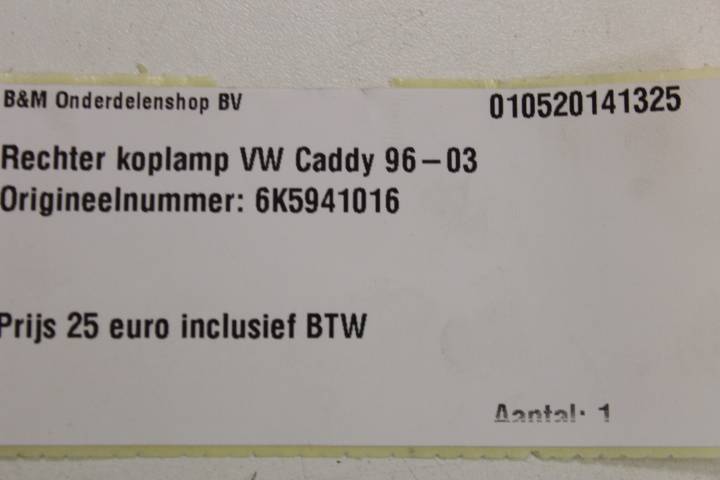 B&M Onderdelenshop BV 010520141325
Rechter koplamp VW Caddy 96-03
Origineelnummer: 6K5941016
Prijs 25 euro inclusief BTW
Aantal: 1